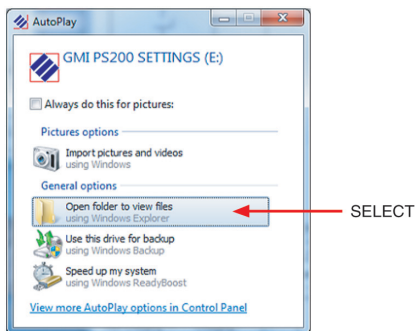 AutoPlay
GMI PS200 SETTINGS (E:)
Always do this for pictures:
Pictures options
Import pictures and videos
using Windows
General options
Open folder to view files
using Windows Explorer
SELECT
Use this drive for backup
using Windows Backup
Speed up my system
using Windows ReadyBoost
View more AutoPlay options in Control Panel